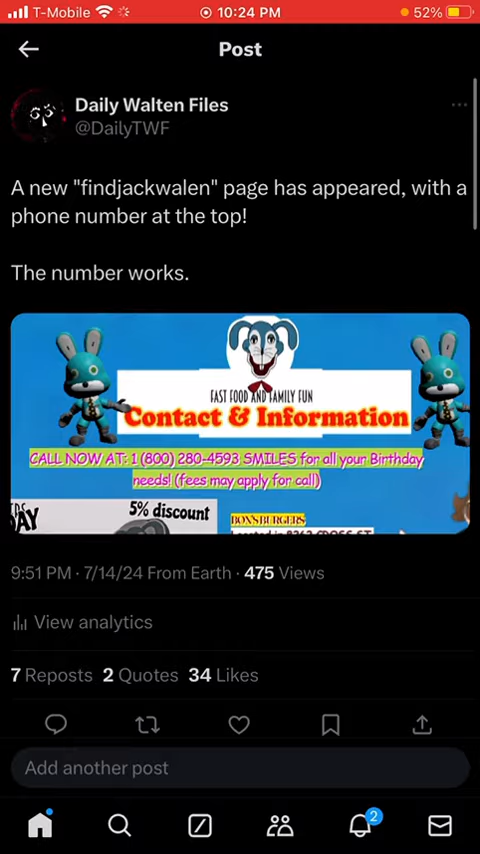 T-Mobile 10:24 PM 52%
Post
Daily Walten Files
@DailyTWF
A new "findjackwalen" page has appeared, with a
phone number at the top!
The number works.
FAST FOOD AND FAMILY FUN
Contact & Information
CALL NOW AT: 1 (800) 280-4593 SMILES for all your Birthday
needs! (fees may apply for call)
5% discount
BON'S BURGERS
9:51 PM · 7/14/24 From Earth · 475 Views
View analytics
7 Reposts 2 Quotes 34 Likes
Add another post
2